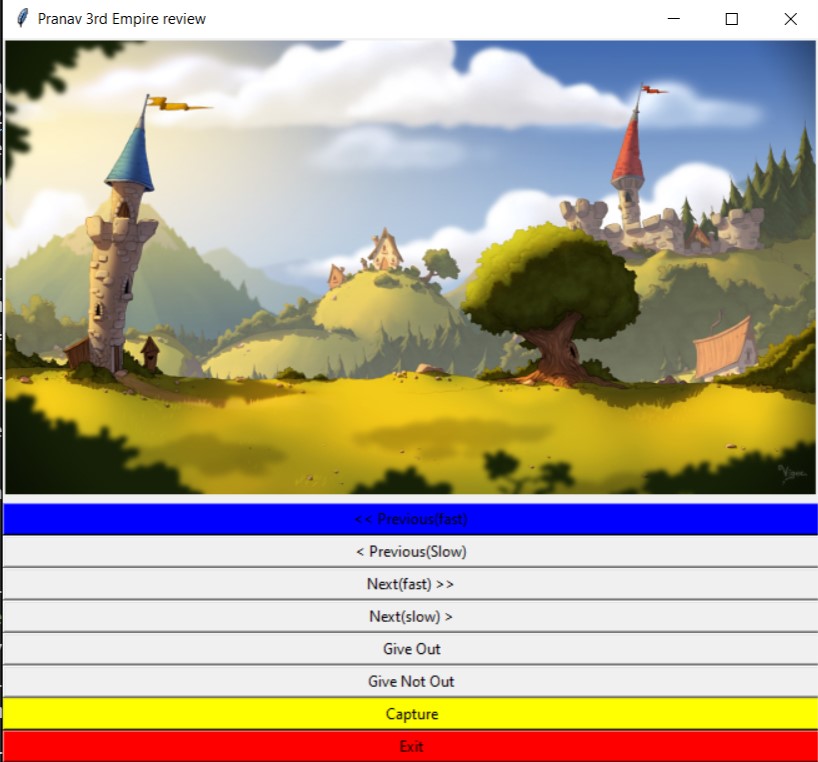 Pranav 3rd Empire review
<< Previous(fast)
< Previous(Slow)
Next(fast) >>
Next(slow) >
Give Out
Give Not Out
Capture
Exit